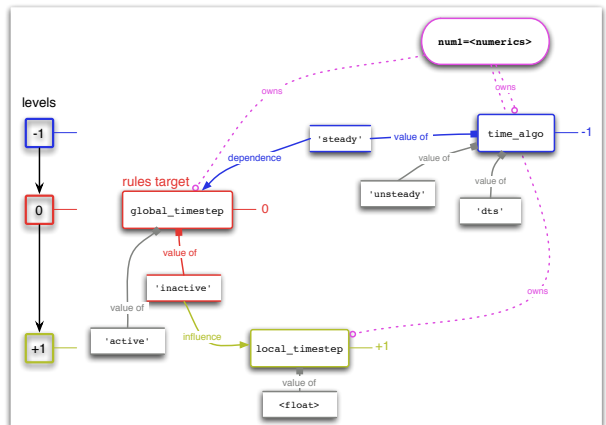 num1=<numerics>
owns
owns
levels
-1
'steady'
value of
time_algo
-1
dependence
value of
rules target
'unsteady'
value of
0
global_timestep
0
'dts'
value of
'inactive'
owns
value of
'active'
influence
+1
local_timestep
+1
value of
<float>